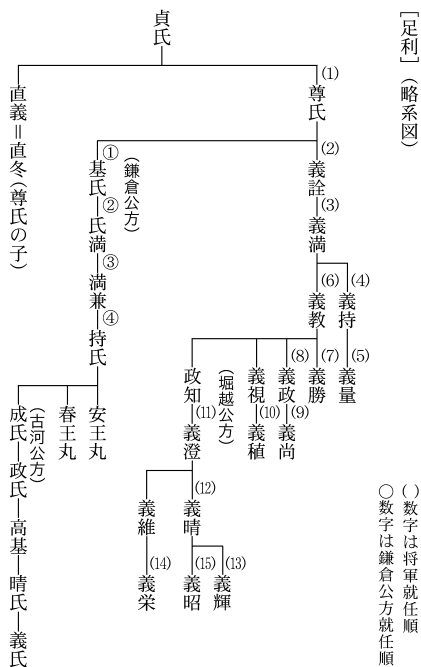 ［足利］（略系図）
貞氏
(1)
尊氏
直義＝直冬（尊氏の子）
(2)
義詮
(3)
義満
(4)
義持
(5)
義量
(6)
義教
(7)
義勝
(8)
義政
(9)
義尚
義視
(10)
義稙
（堀越公方）
政知
(11)
義澄
(12)
義晴
義維
(13)
義輝
(15)
義昭
(14)
義栄
（鎌倉公方）
①
基氏
②
氏満
③
満兼
④
持氏
安王丸
春王丸
（古河公方）
成氏
政氏
高基
晴氏
義氏
( )数字は将軍就任順
○数字は鎌倉公方就任順